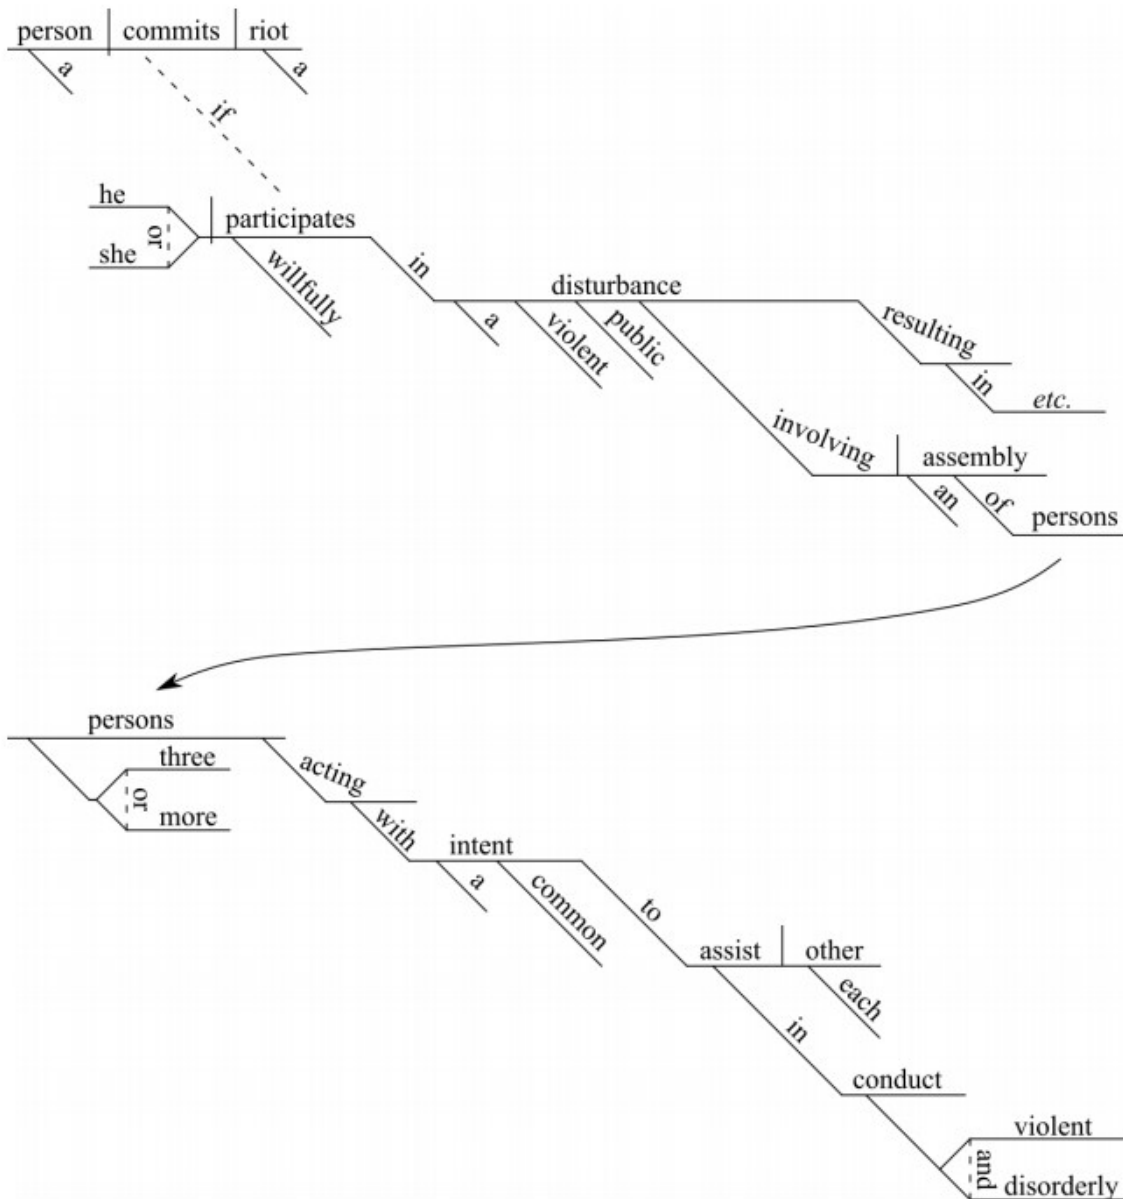 person commits riot
a a
if
he
or
she
participates
willfully
in
disturbance
a
violent
public
resulting
in
etc.
involving
assembly
an
of
persons
persons
three
or
more
acting
with
intent
a
common
to
assist other
each
in
conduct
violent
and
disorderly